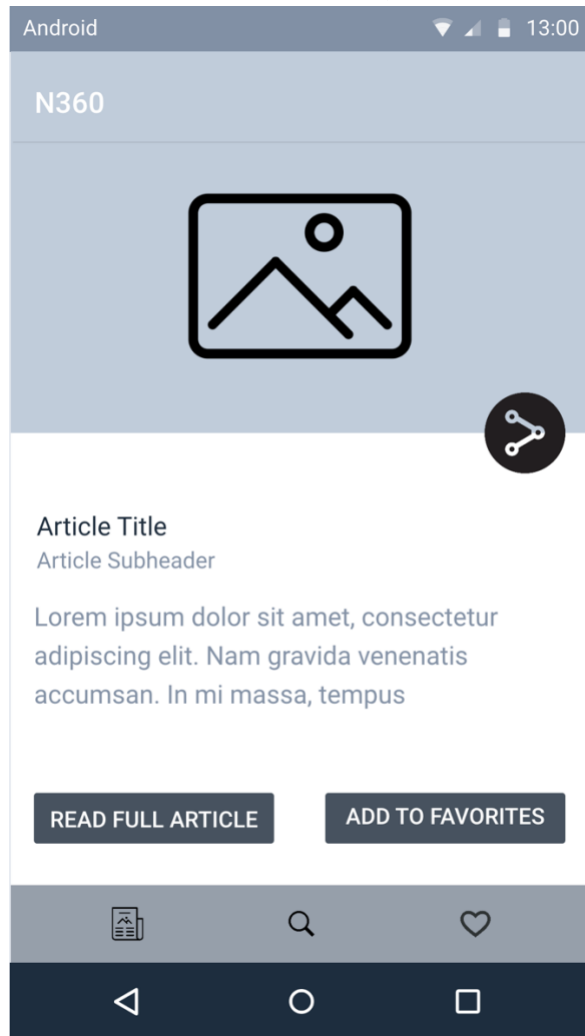 Android
13:00
N360
Article Title
Article Subheader
Lorem ipsum dolor sit amet, consectetur
adipiscing elit. Nam gravida venenatis
accumsan. In mi massa, tempus
READ FULL ARTICLE
ADD TO FAVORITES